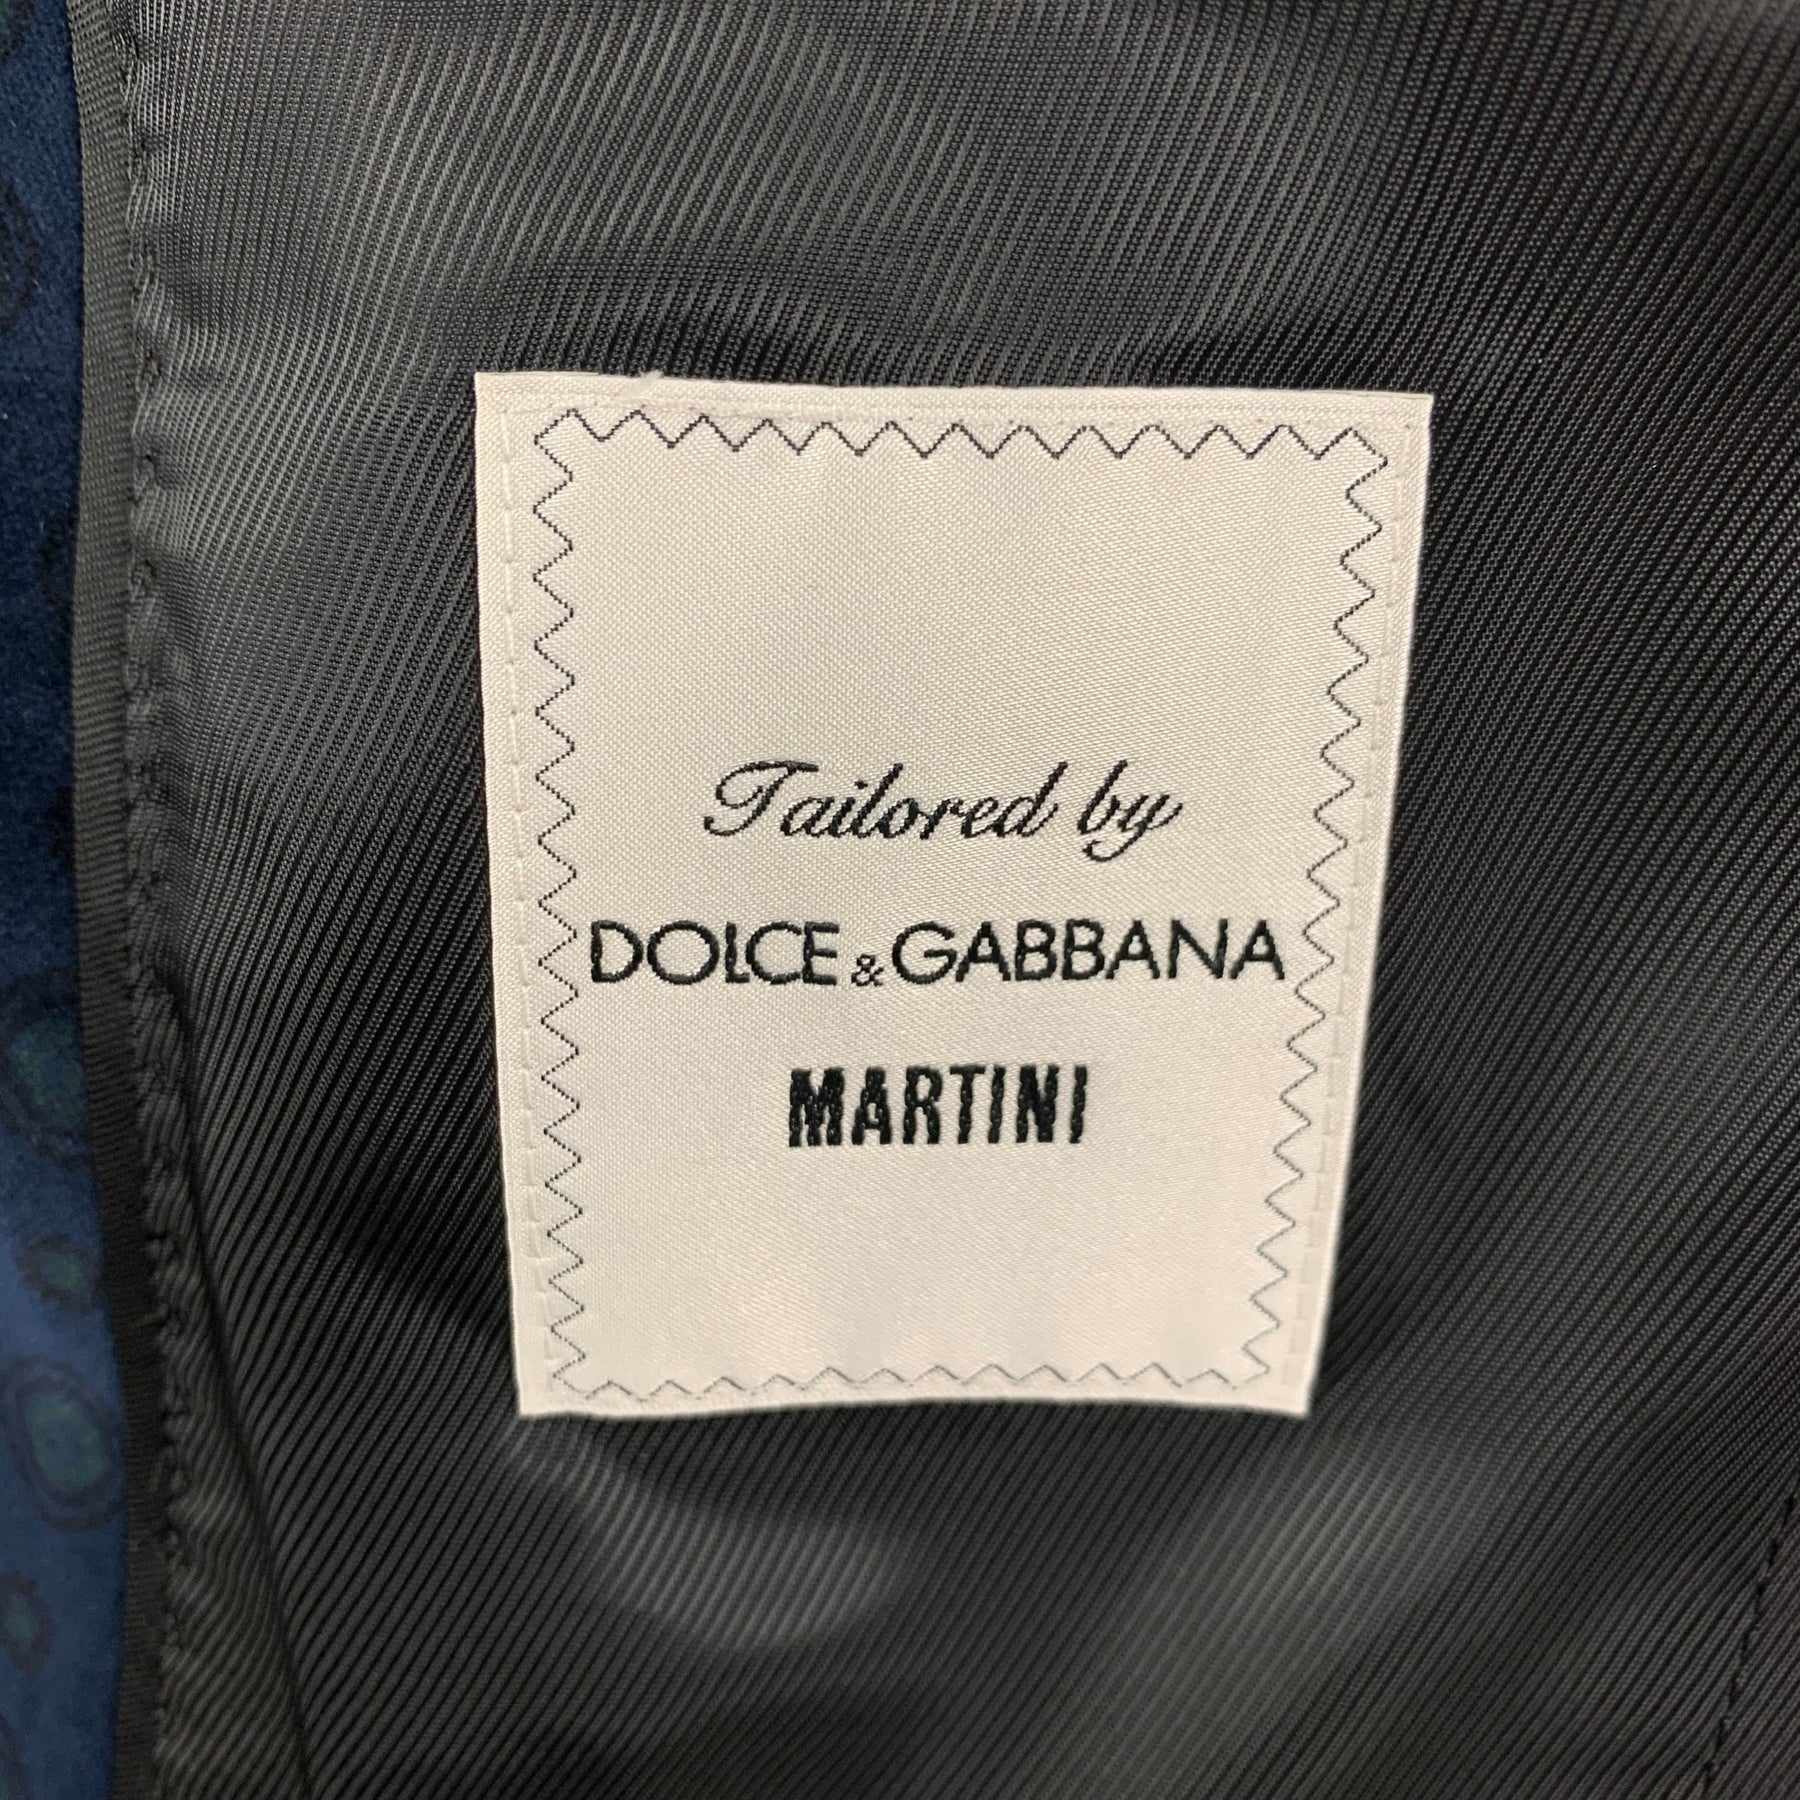 Tailored by
DOLCE & GABBANA
MARTINI